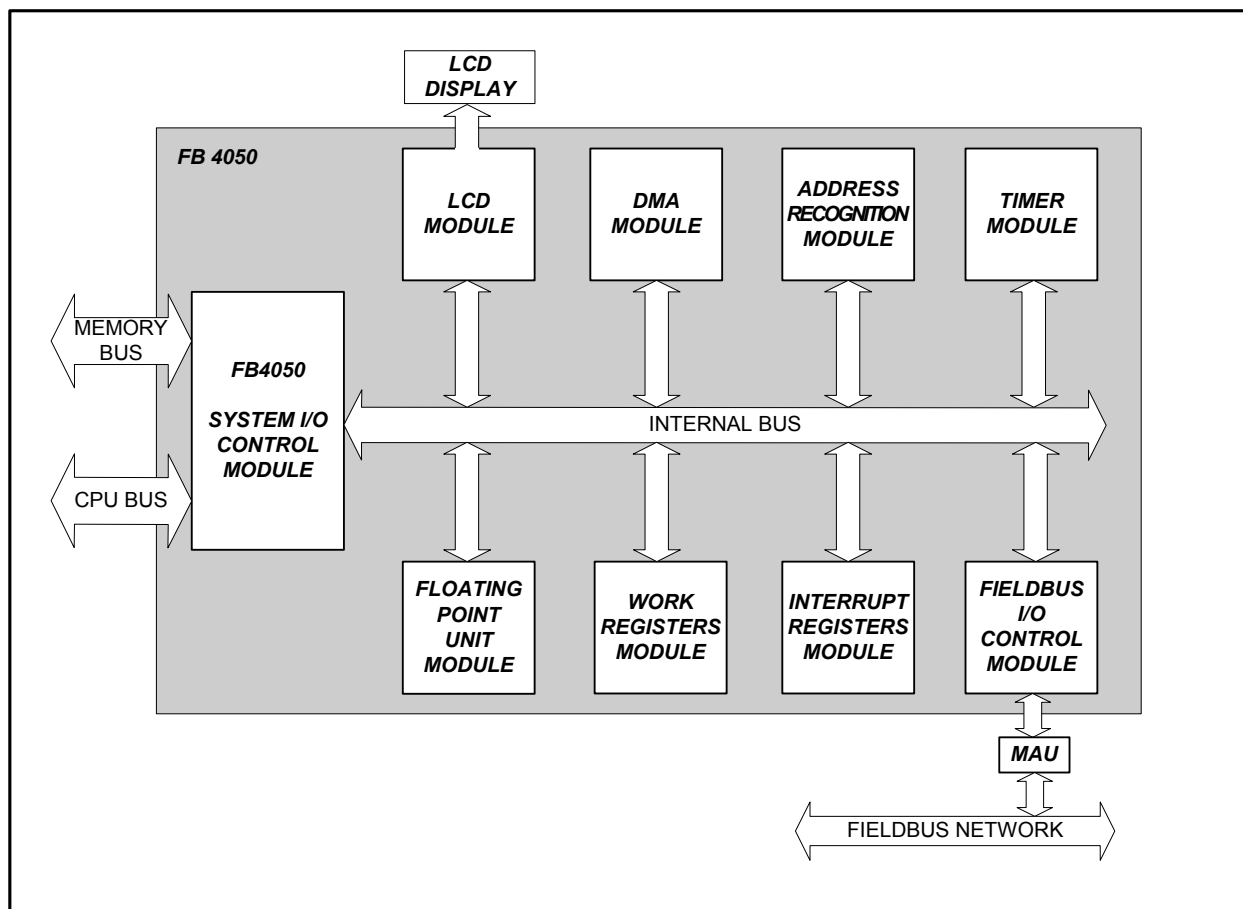 LCD
DISPLAY
FB 4050
LCD
MODULE
DMA
MODULE
ADDRESS
RECOGNITION
MODULE
TIMER
MODULE
MEMORY
BUS
FB4050
SYSTEM I/O
CONTROL
MODULE
INTERNAL BUS
CPU BUS
FLOATING
POINT
UNIT
MODULE
WORK
REGISTERS
MODULE
INTERRUPT
REGISTERS
MODULE
FIELDBUS
I/O
CONTROL
MODULE
MAU
FIELDBUS NETWORK